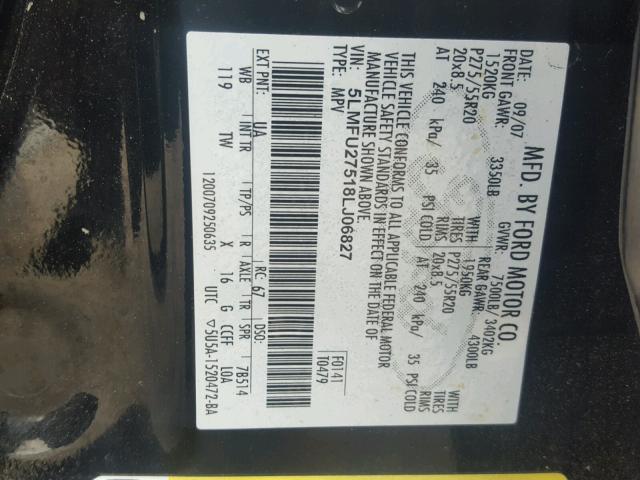 MFD. BY FORD MOTOR CO.
DATE: 09/07 GVWR: 7500LB/ 3402KG
FRONT GAWR: 3350LB REAR GAWR: 4300LB
1520KG WITH 1950KG WITH
P275/55R20 TIRES P275/55R20 TIRES
20x8.5 RIMS 20x8.5 RIMS
AT 240 kPa/ 35 PSI COLD AT 240 kPa/ 35 PSI COLD
THIS VEHICLE CONFORMS TO ALL APPLICABLE FEDERAL MOTOR
VEHICLE SAFETY STANDARDS IN EFFECT ON THE DATE OF
MANUFACTURE SHOWN ABOVE.
VIN: 5LMFU27518LJ06827
TYPE: MPV
F0141
T0479
EXT PNT: UA RC: 67 DSO:
WB INT TR TP/PS R AXLE TR SPR
119 TW X 16 G CCFF 7B514
LOA
1200709250635 UTC ▽5U5A-1520472-BA